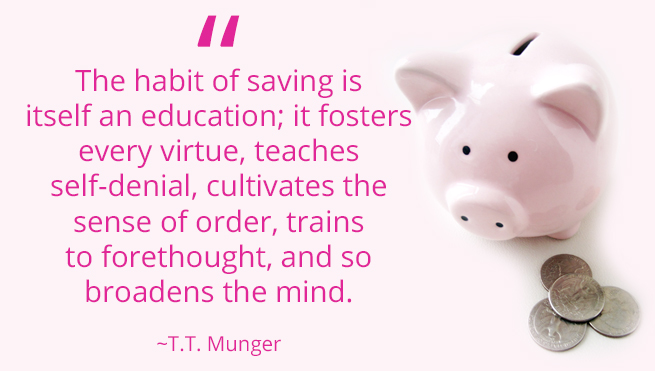 “
The habit of saving is
itself an education; it fosters
every virtue, teaches
self-denial, cultivates the
sense of order, trains
to forethought, and so
broadens the mind.
~T.T. Munger